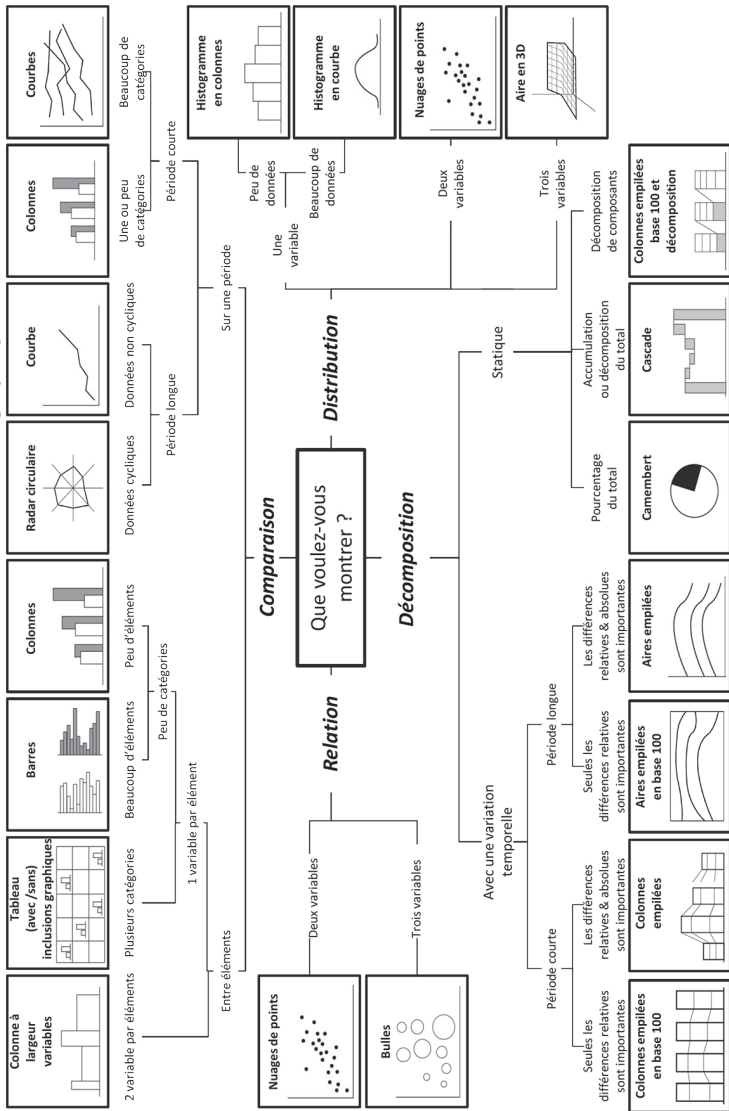 Colonne à
largeur
variables
Tableau
(avec /sans)
inclusions graphiques
Barres
Colonnes
Radar circulaire
Courbe
Colonnes
Courbes
2 variable par éléments
Plusieurs catégories
Beaucoup d'éléments
Peu d'éléments
Données cycliques
Données non cycliques
Une ou peu
de catégories
Beaucoup de
catégories
Peu de catégories
Période longue
Période courte
1 variable par élément
Entre éléments
Sur une période
Comparaison
Nuages de points
Deux variables
Bulles
Trois variables
Relation
Que voulez-vous
montrer ?
Distribution
Une
variable
Peu de
données
Histogramme
en colonnes
Beaucoup de
données
Histogramme
en courbe
Deux
variables
Nuages de points
Trois
variables
Aire en 3D
Décomposition
Avec une variation
temporelle
Statique
Période courte
Période longue
Seules les
différences relatives
sont importantes
Les différences
relatives & absolues
sont importantes
Seules les
différences relatives
sont importantes
Les différences
relatives & absolues
sont importantes
Pourcentage
du total
Accumulation
ou décomposition
du total
Décomposition
de composants
Colonnes empilées
en base 100
Colonnes
empilées
Aires empilées
en base 100
Aires empilées
Camembert
Cascade
Colonnes empilées
base 100 et
décomposition